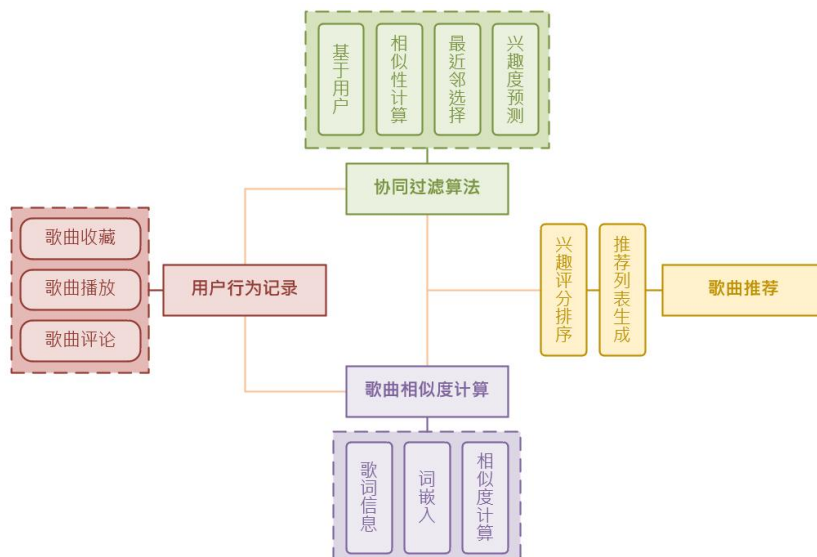 基于用户
相似性计算
最近邻选择
兴趣度预测
协同过滤算法
歌曲收藏
歌曲播放
歌曲评论
用户行为记录
兴趣评分排序
推荐列表生成
歌曲推荐
歌曲相似度计算
歌词信息
词嵌入
相似度计算